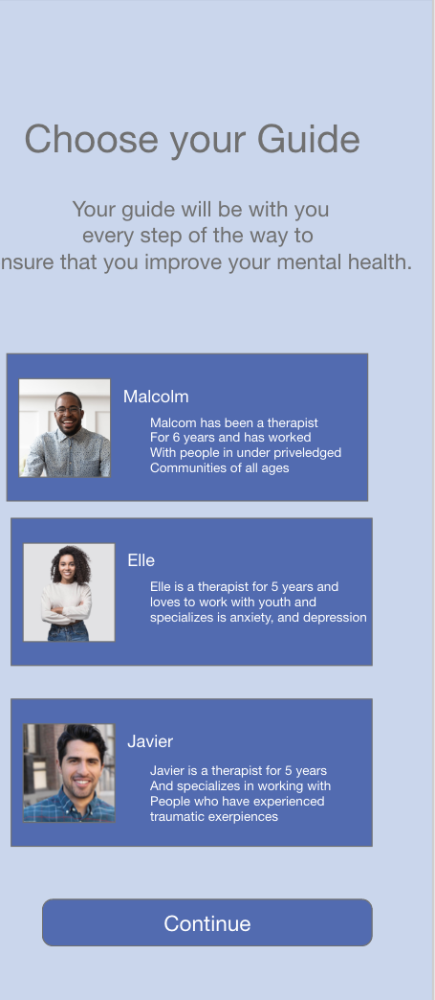 Choose your Guide
Your guide will be with you
every step of the way to
nsure that you improve your mental health.
Malcolm
Malcom has been a therapist
For 6 years and has worked
With people in under priveledged
Communities of all ages
Elle
Elle is a therapist for 5 years and
loves to work with youth and
specializes is anxiety, and depression
Javier
Javier is a therapist for 5 years
And specializes in working with
People who have experienced
traumatic exerpiences
Continue